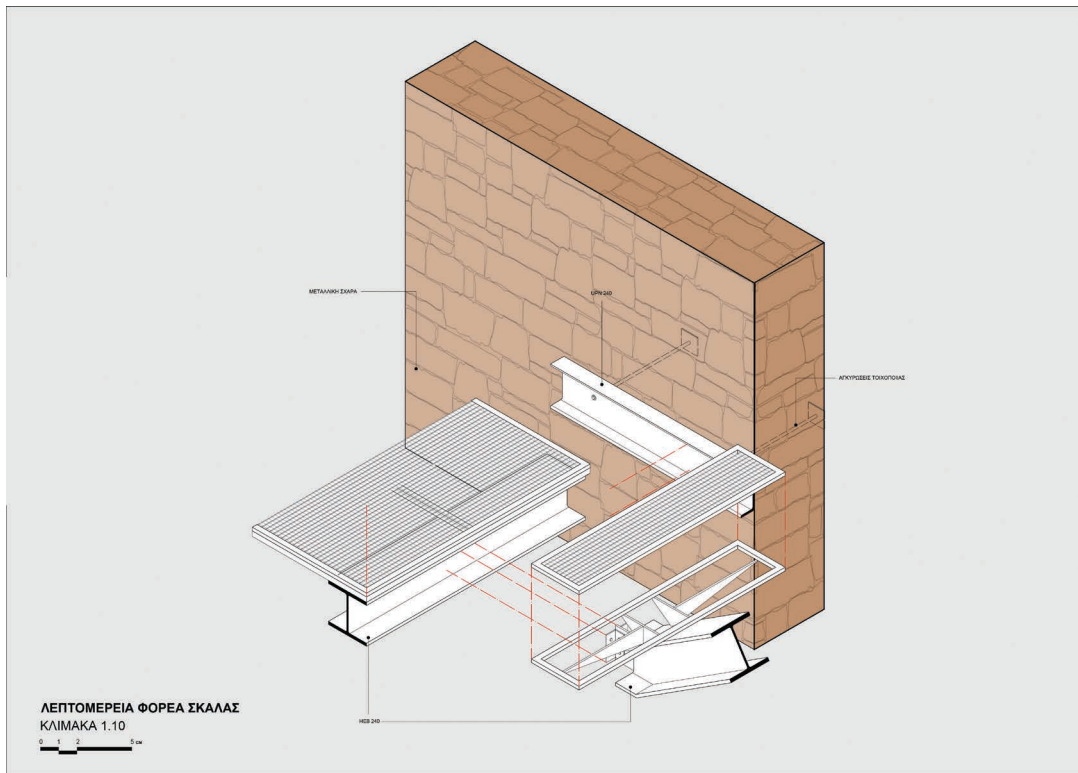 ΜΕΤΑΛΛΙΚΗ ΣΧΑΡΑ
UPN 240
ΑΓΚΥΡΩΣΕΙΣ ΤΟΙΧΟΠΟΙΙΑΣ
ΛΕΠΤΟΜΕΡΕΙΑ ΦΟΡΕΑ ΣΚΑΛΑΣ
ΚΛΙΜΑΚΑ 1.10
HEB 240
0 1 2 5 CM